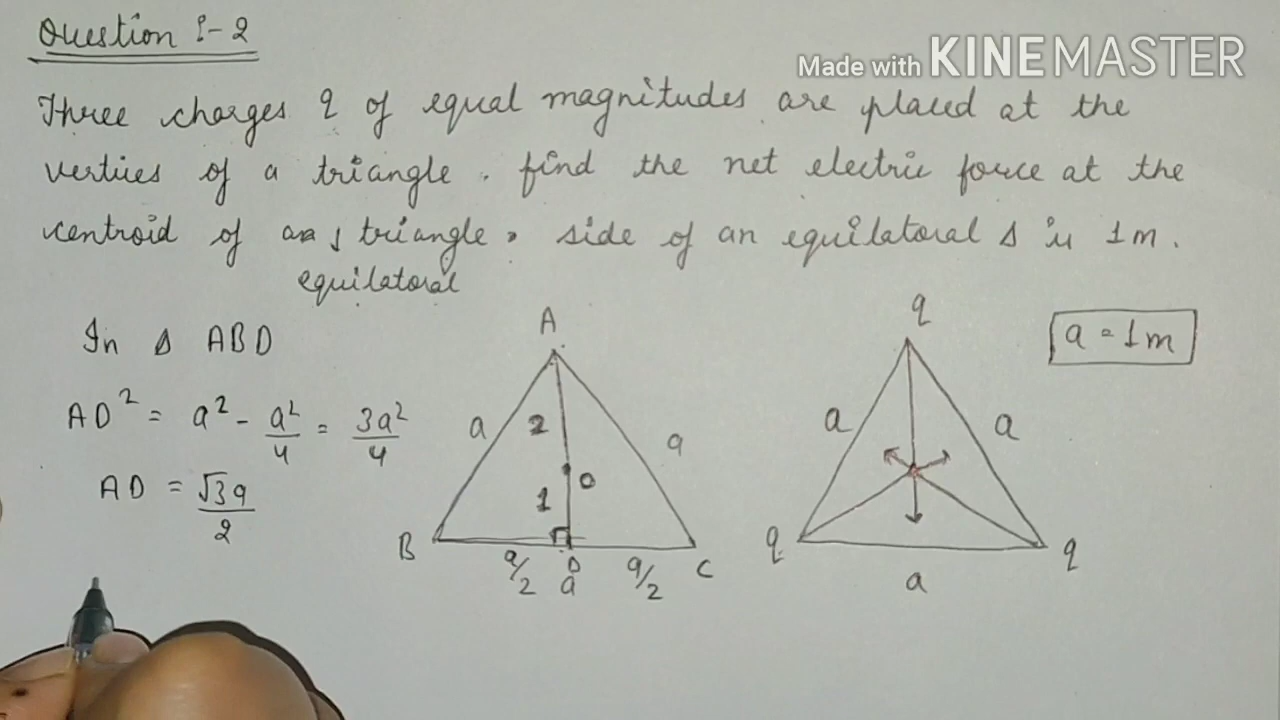 Question :- 2
Made with KINEMASTER
Three charges q of equal magnitudes are placed at the
vertices of a triangle. find the net electric force at the
centroid of an triangle. side of an equilatoral Δ is 1m.
equilatoral
In Δ ABD
AD² = a² - a²/4 = 3a²/4
AD = √3a/2
A
a
2
a
O
1
B
a/2
D
a/2
C
a
q
a = 1m
a
a
q
q
a